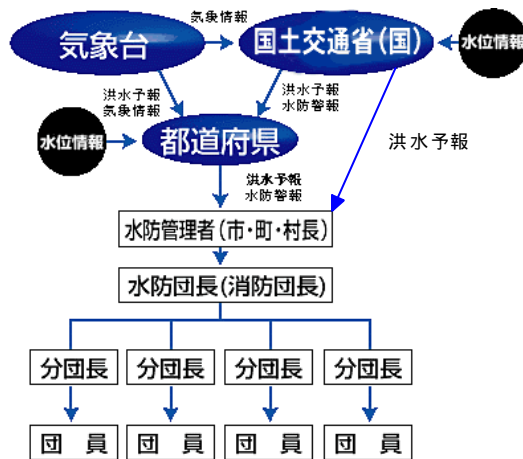 気象情報
気象台
国土交通省(国)
水位情報
洪水予報
気象情報
洪水予報
水防警報
水位情報
都道府県
洪水予報
洪水予報
水防警報
水防管理者(市・町・村長)
水防団長(消防団長)
分団長
分団長
分団長
分団長
団 員
団 員
団 員
団 員